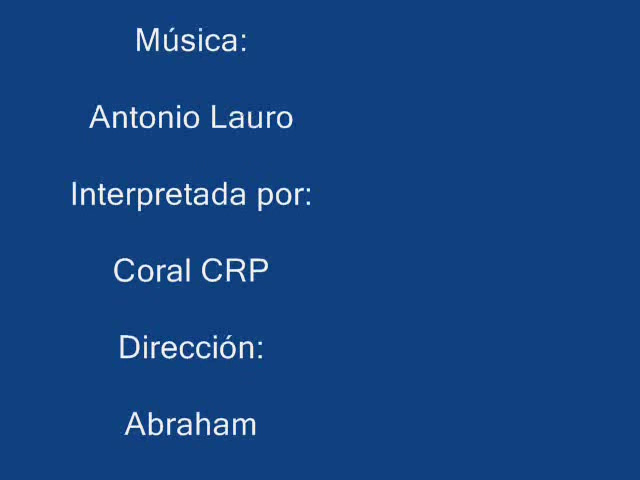 Música:
Antonio Lauro
Interpretada por:
Coral CRP
Dirección:
Abraham